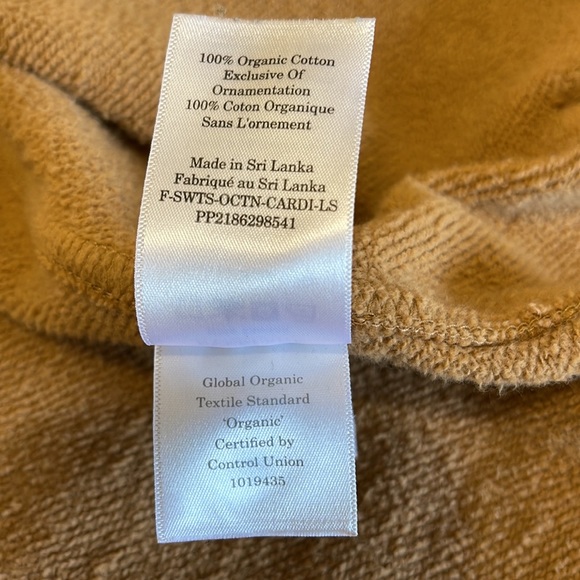 100% Organic Cotton
Exclusive Of
Ornamentation
100% Coton Organique
Sans L'ornement
Made in Sri Lanka
Fabriqué au Sri Lanka
F-SWTS-OCTN-CARDI-LS
PP2186298541
Global Organic
Textile Standard
'Organic'
Certified by
Control Union
1019435